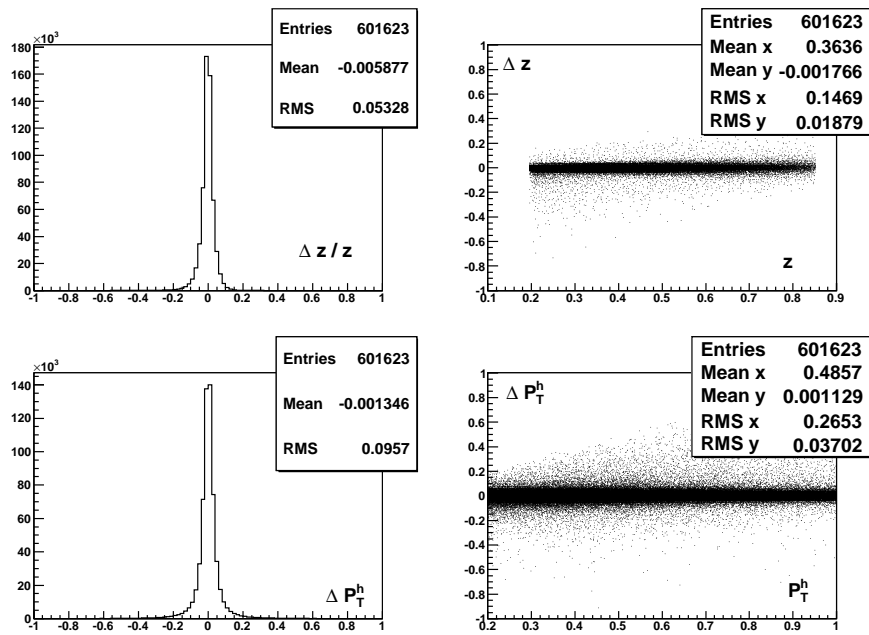 ×10³
180
160
140
120
100
80
60
40
20
0
-1 -0.8 -0.6 -0.4 -0.2 0 0.2 0.4 0.6 0.8 1
Δ z / z
Entries 601623
Mean -0.005877
RMS 0.05328
1
0.8
0.6
0.4
0.2
0
-0.2
-0.4
-0.6
-0.8
-1
0.1 0.2 0.3 0.4 0.5 0.6 0.7 0.8 0.9
Δ z
z
Entries 601623
Mean x 0.3636
Mean y -0.001766
RMS x 0.1469
RMS y 0.01879
×10³
140
120
100
80
60
40
20
0
-1 -0.8 -0.6 -0.4 -0.2 0 0.2 0.4 0.6 0.8 1
Δ P_T^h
Entries 601623
Mean -0.001346
RMS 0.0957
1
0.8
0.6
0.4
0.2
0
-0.2
-0.4
-0.6
-0.8
-1
0.2 0.3 0.4 0.5 0.6 0.7 0.8 0.9 1
Δ P_T^h
P_T^h
Entries 601623
Mean x 0.4857
Mean y 0.001129
RMS x 0.2653
RMS y 0.03702